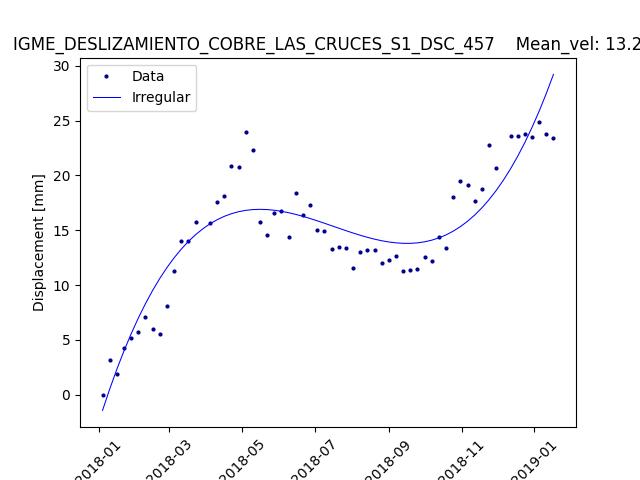 IGME_DESLIZAMIENTO_COBRE_LAS_CRUCES_S1_DSC_457 Mean_vel: 13.2
Data
Irregular
Displacement [mm]
30
25
20
15
10
5
0
2018-01 2018-03 2018-05 2018-07 2018-09 2018-11 2019-01